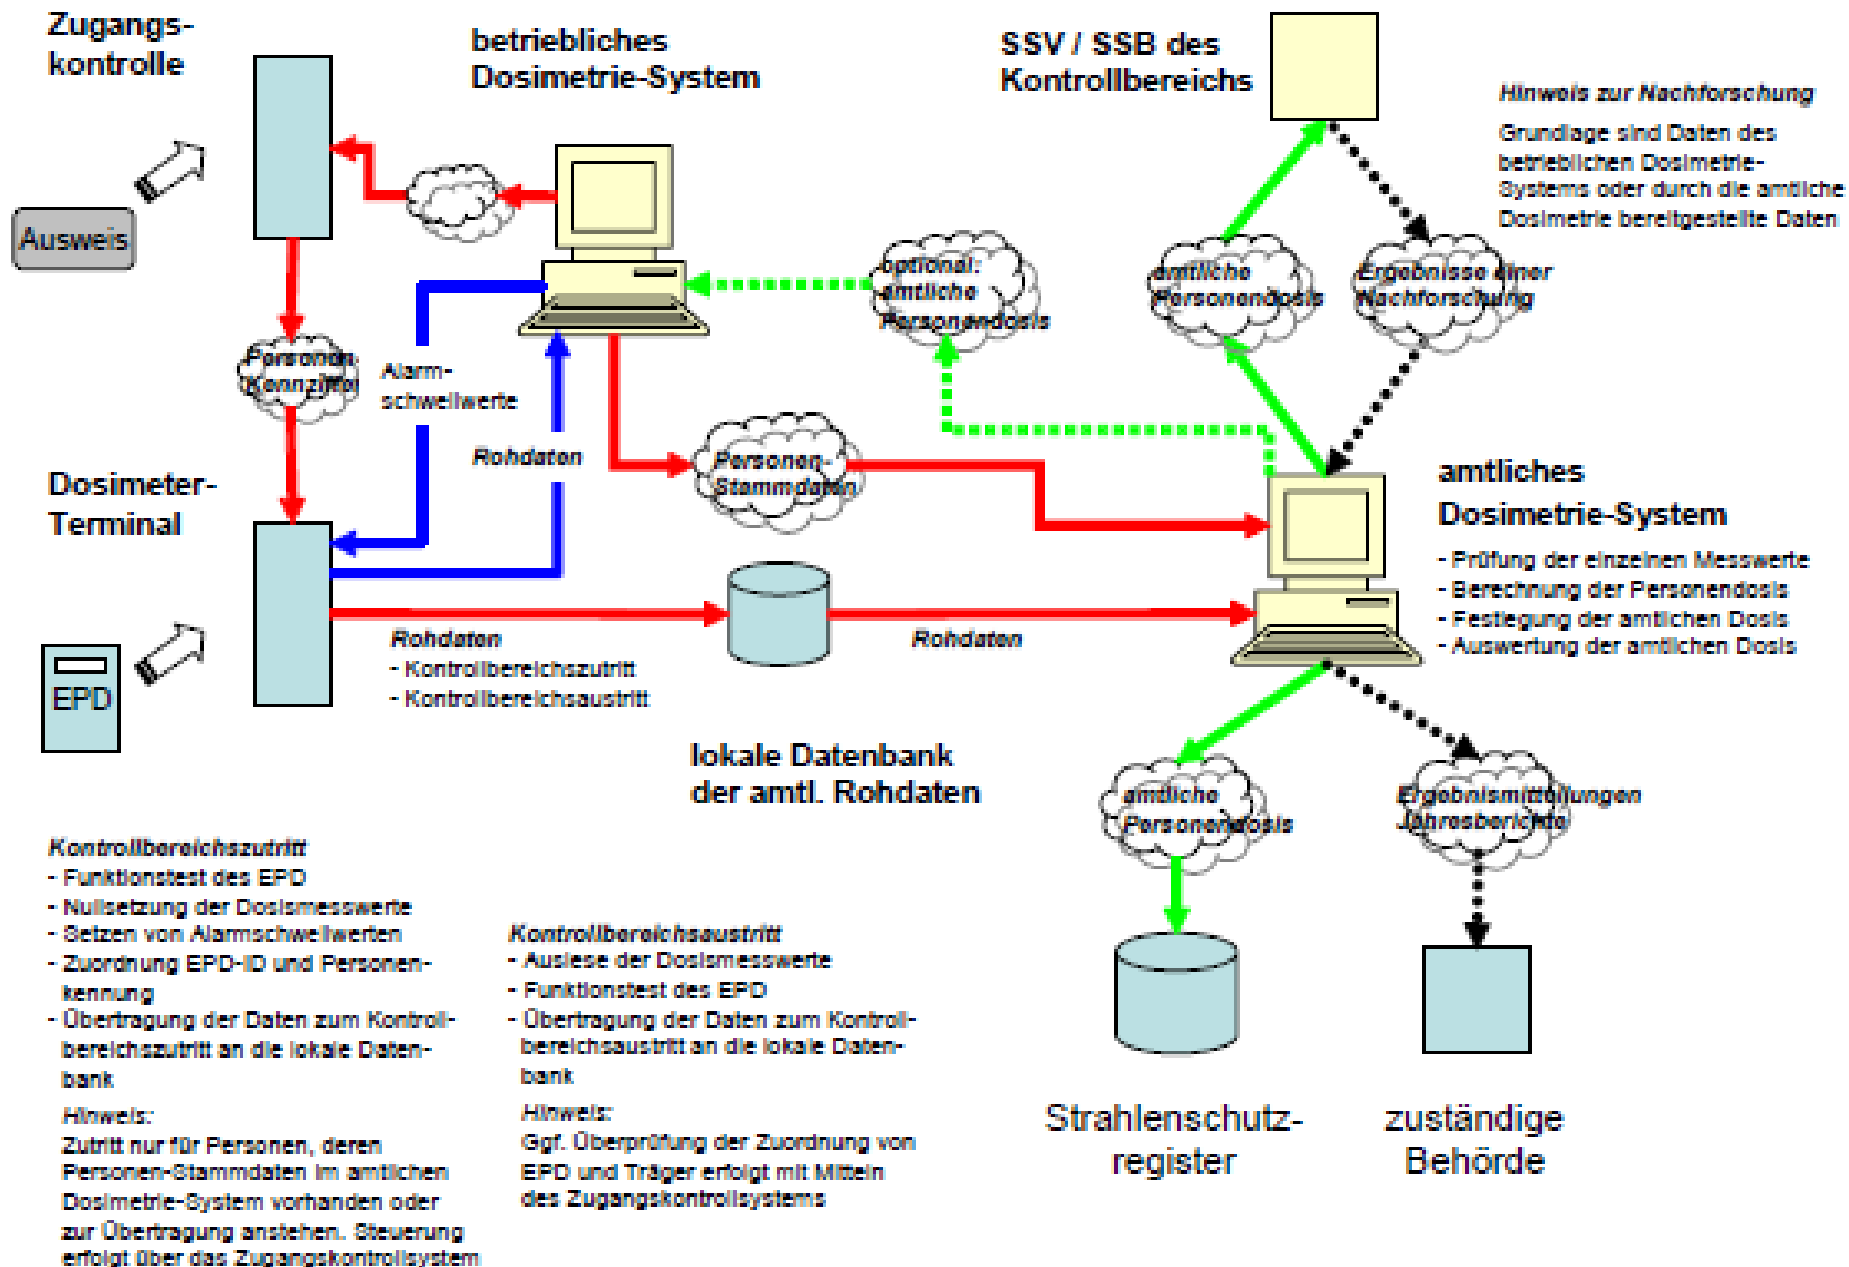 Zugangs-
kontrolle
betriebliches
Dosimetrie-System
SSV / SSB des
Kontrollbereichs
Hinweis zur Nachforschung
Grundlage sind Daten des
betrieblichen Dosimetrie-
Systems oder durch die amtliche
Dosimetrie bereitgestellte Daten
Ausweis
optional:
amtliche
Personendosis
amtliche
Personendosis
Ergebnisse einer
Nachforschung
Personen
Kennziffer
Alarm-
schwellwerte
Rohdaten
Personen-
Stammdaten
Dosimeter-
Terminal
amtliches
Dosimetrie-System
- Prüfung der einzelnen Messwerte
- Berechnung der Personendosis
- Festlegung der amtlichen Dosis
- Auswertung der amtlichen Dosis
EPD
Rohdaten
- Kontrollbereichszutritt
- Kontrollbereichsaustritt
Rohdaten
lokale Datenbank
der amtl. Rohdaten
amtliche
Personendosis
Ergebnismitteilungen
Jahresberichte
Kontrollbereichszutritt
- Funktionstest des EPD
- Nullsetzung der Dosismesswerte
- Setzen von Alarmschwellwerten
- Zuordnung EPD-ID und Personen-
kennung
- Übertragung der Daten zum Kontroll-
bereichszutritt an die lokale Daten-
bank
Hinweis:
Zutritt nur für Personen, deren
Personen-Stammdaten im amtlichen
Dosimetrie-System vorhanden oder
zur Übertragung anstehen. Steuerung
erfolgt über das Zugangskontrollsystem
Kontrollbereichsaustritt
- Auslese der Dosismesswerte
- Funktionstest des EPD
- Übertragung der Daten zum Kontroll-
bereichsaustritt an die lokale Daten-
bank
Hinweis:
Ggf. Überprüfung der Zuordnung von
EPD und Träger erfolgt mit Mitteln
des Zugangskontrollsystems
Strahlenschutz-
register
zuständige
Behörde